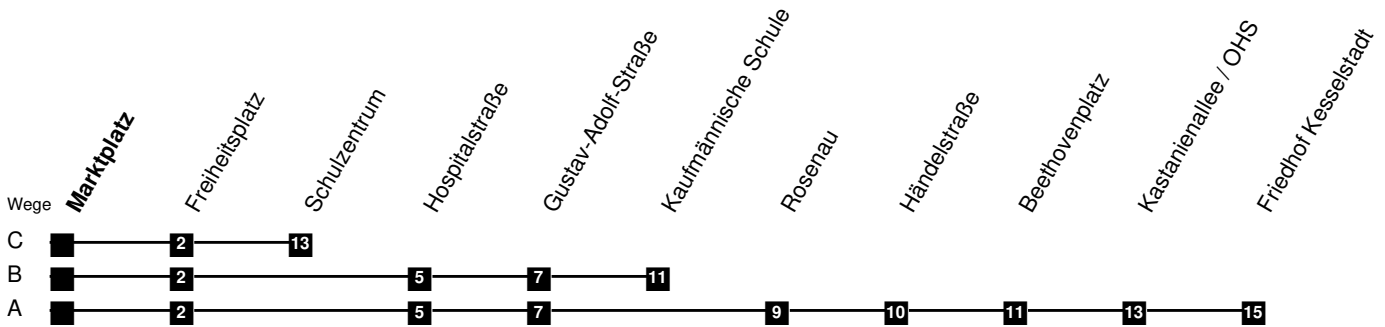 Wege
Marktplatz
Freiheitsplatz
Schulzentrum
Hospitalstraße
Gustav-Adolf-Straße
Kaufmännische Schule
Rosenau
Händelstraße
Beethovenplatz
Kastanienallee / OHS
Friedhof Kesselstadt
C 2 13
B 2 5 7 11
A 2 5 7 9 10 11 13 15